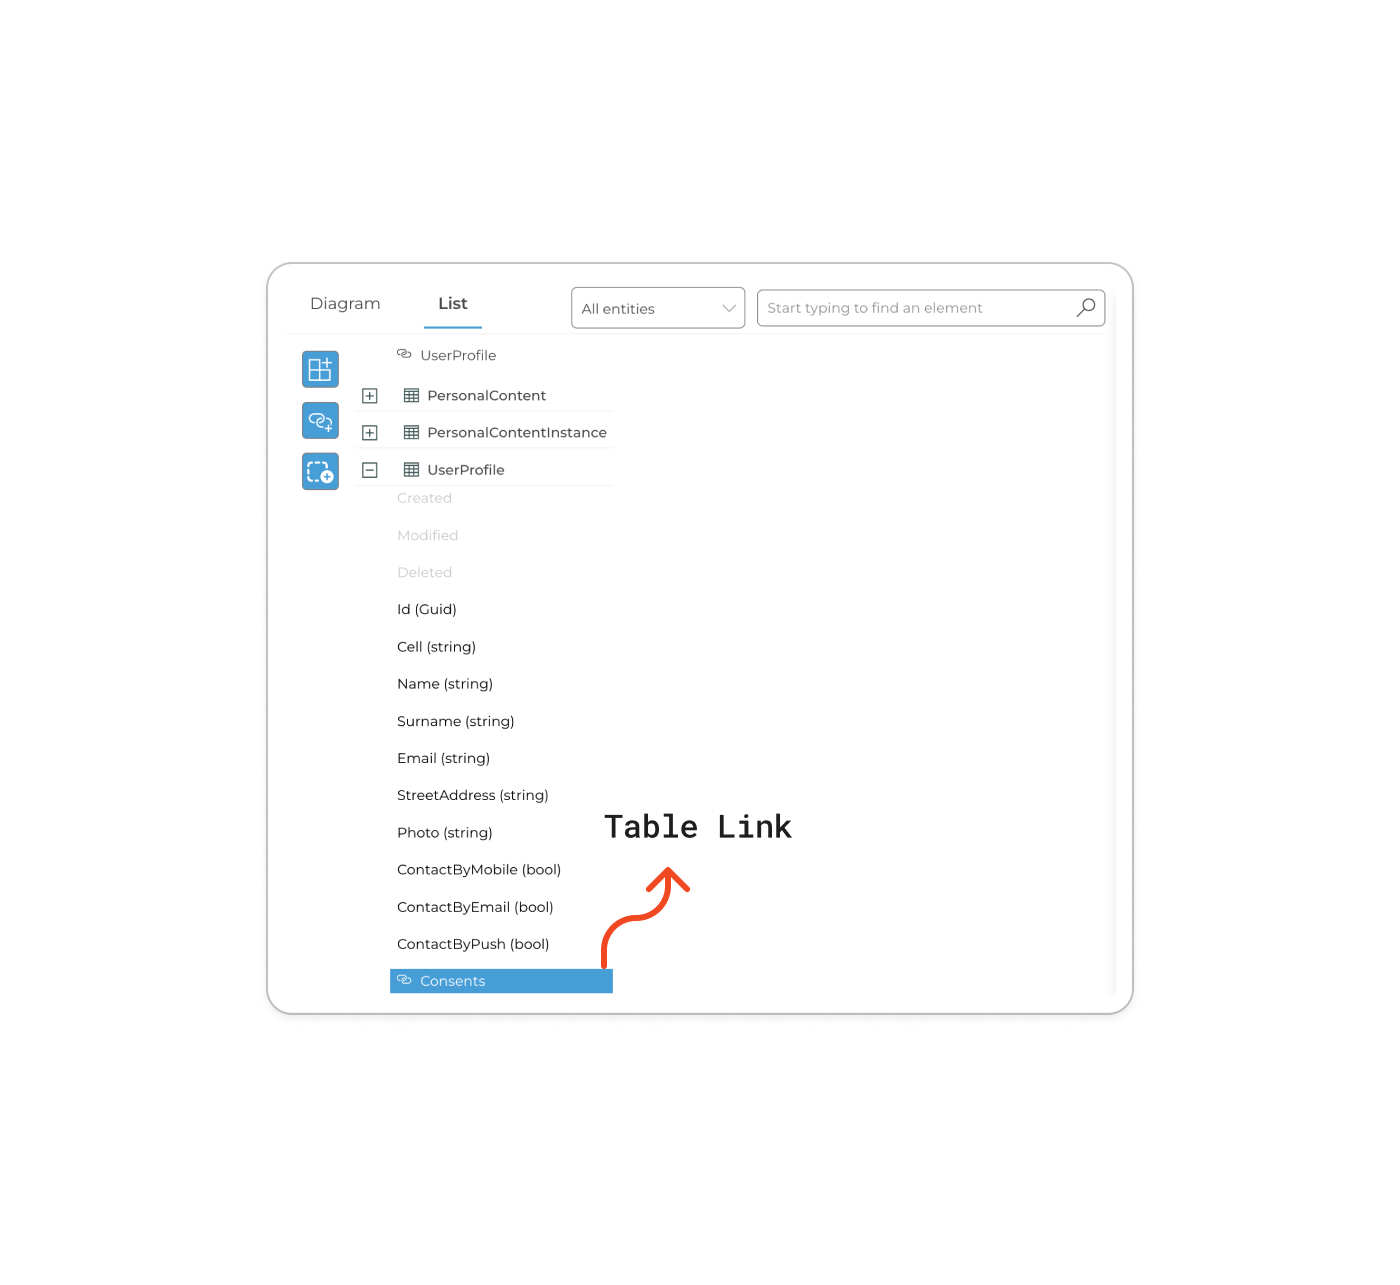 Diagram List All entities Start typing to find an element
UserProfile
PersonalContent
PersonalContentInstance
UserProfile
Created
Modified
Deleted
Id (Guid)
Cell (string)
Name (string)
Surname (string)
Email (string)
StreetAddress (string)
Table Link
Photo (string)
ContactByMobile (bool)
ContactByEmail (bool)
ContactByPush (bool)
Consents